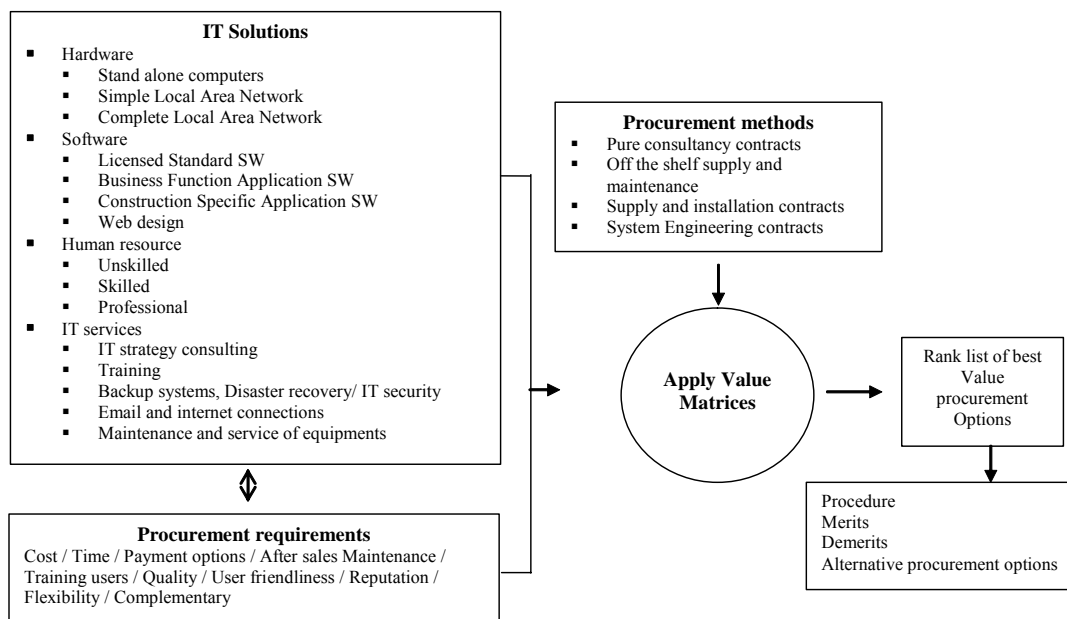 IT Solutions
▪ Hardware
▪ Stand alone computers
▪ Simple Local Area Network
▪ Complete Local Area Network
▪ Software
▪ Licensed Standard SW
▪ Business Function Application SW
▪ Construction Specific Application SW
▪ Web design
▪ Human resource
▪ Unskilled
▪ Skilled
▪ Professional
▪ IT services
▪ IT strategy consulting
▪ Training
▪ Backup systems, Disaster recovery/ IT security
▪ Email and internet connections
▪ Maintenance and service of equipments
Procurement requirements
Cost / Time / Payment options / After sales Maintenance /
Training users / Quality / User friendliness / Reputation /
Flexibility / Complementary
Procurement methods
▪ Pure consultancy contracts
▪ Off the shelf supply and
maintenance
▪ Supply and installation contracts
▪ System Engineering contracts
Apply Value
Matrices
Rank list of best
Value
procurement
Options
Procedure
Merits
Demerits
Alternative procurement options